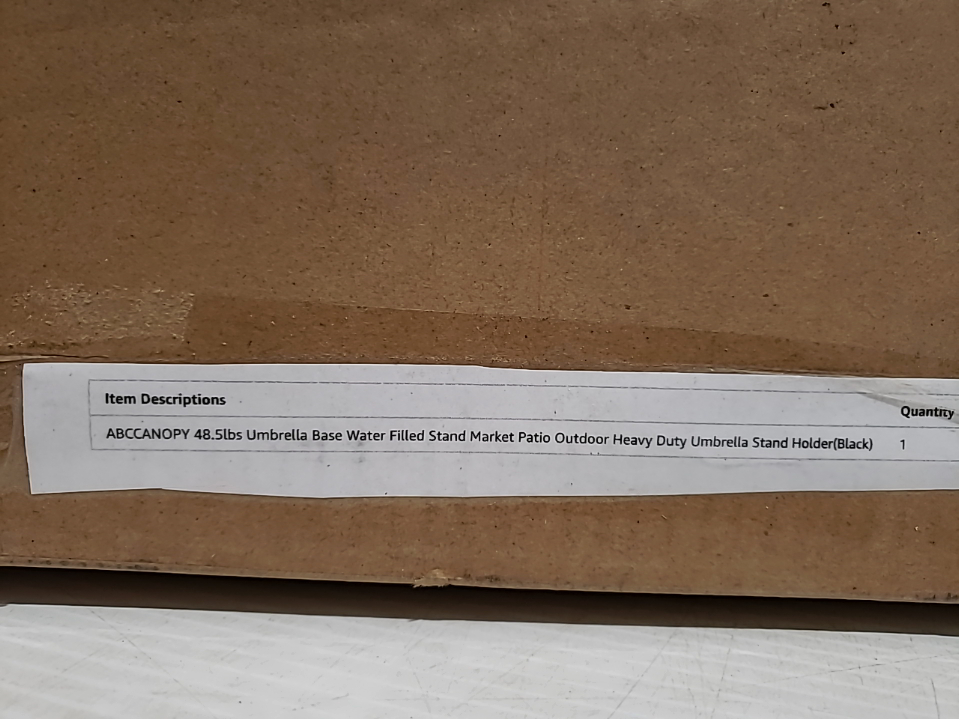 Item Descriptions Quantity
ABCCANOPY 48.5lbs Umbrella Base Water Filled Stand Market Patio Outdoor Heavy Duty Umbrella Stand Holder(Black) 1